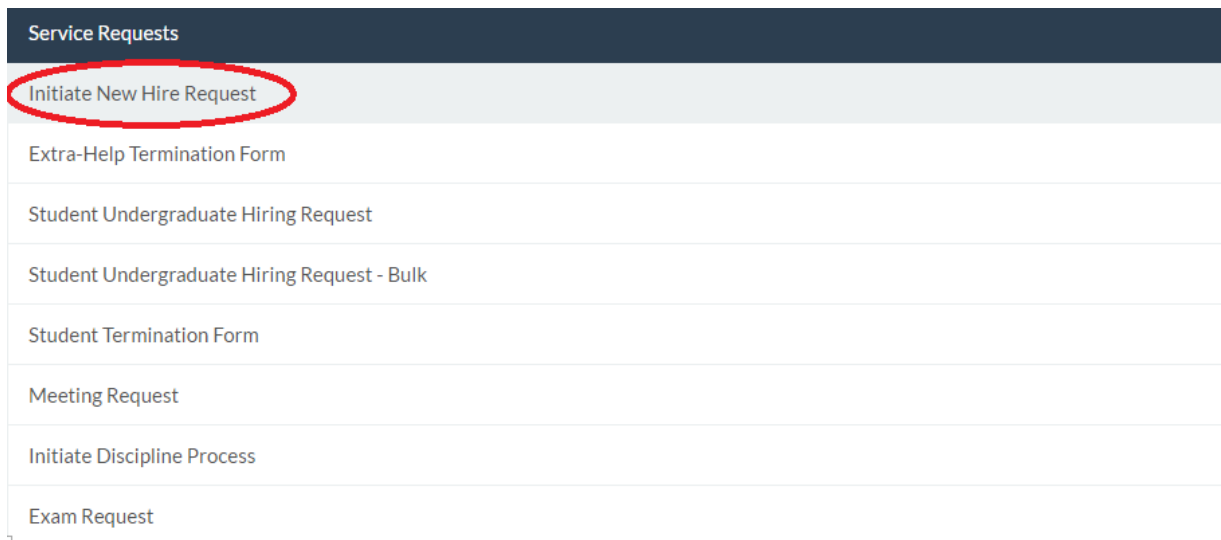 Service Requests
Initiate New Hire Request
Extra-Help Termination Form
Student Undergraduate Hiring Request
Student Undergraduate Hiring Request - Bulk
Student Termination Form
Meeting Request
Initiate Discipline Process
Exam Request